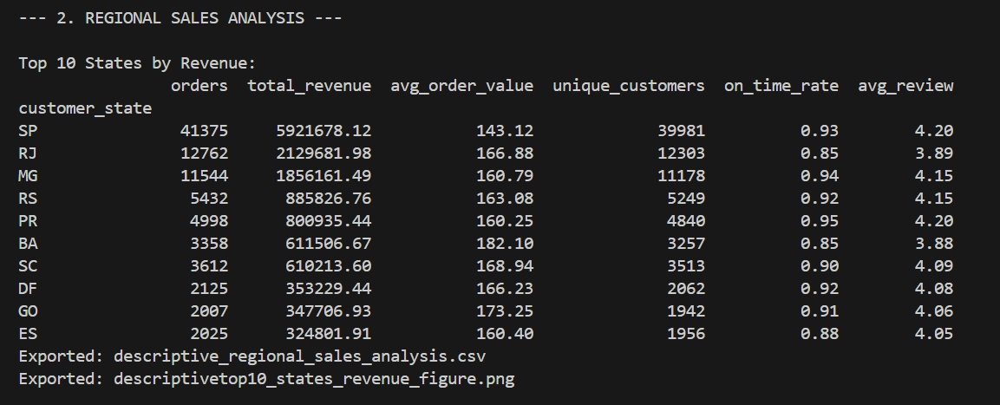 --- 2. REGIONAL SALES ANALYSIS ---
Top 10 States by Revenue:
orders total_revenue avg_order_value unique_customers on_time_rate avg_review
customer_state
SP 41375 5921678.12 143.12 39981 0.93 4.20
RJ 12762 2129681.98 166.88 12303 0.85 3.89
MG 11544 1856161.49 160.79 11178 0.94 4.15
RS 5432 885826.76 163.08 5249 0.92 4.15
PR 4998 800935.44 160.25 4840 0.95 4.20
BA 3358 611506.67 182.10 3257 0.85 3.88
SC 3612 610213.60 168.94 3513 0.90 4.09
DF 2125 353229.44 166.23 2062 0.92 4.08
GO 2007 347706.93 173.25 1942 0.91 4.06
ES 2025 324801.91 160.40 1956 0.88 4.05
Exported: descriptive_regional_sales_analysis.csv
Exported: descriptivetop10_states_revenue_figure.png